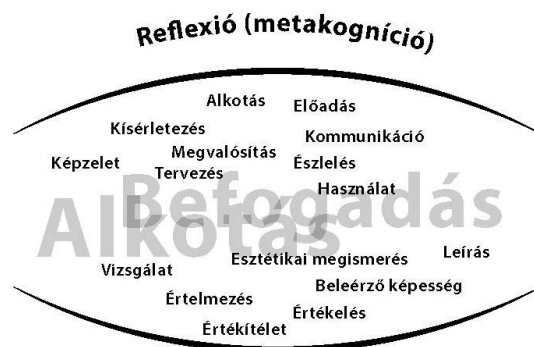 Reflexió (metakogníció)
Alkotás
Előadás
Kísérletezés
Kommunikáció
Megvalósítás
Képzelet
Észlelés
Tervezés
Használat
Befogadás
Alkotás
Esztétikai megismerés
Leírás
Vizsgálat
Beleérző képesség
Értelmezés
Értékelés
Értékítélet